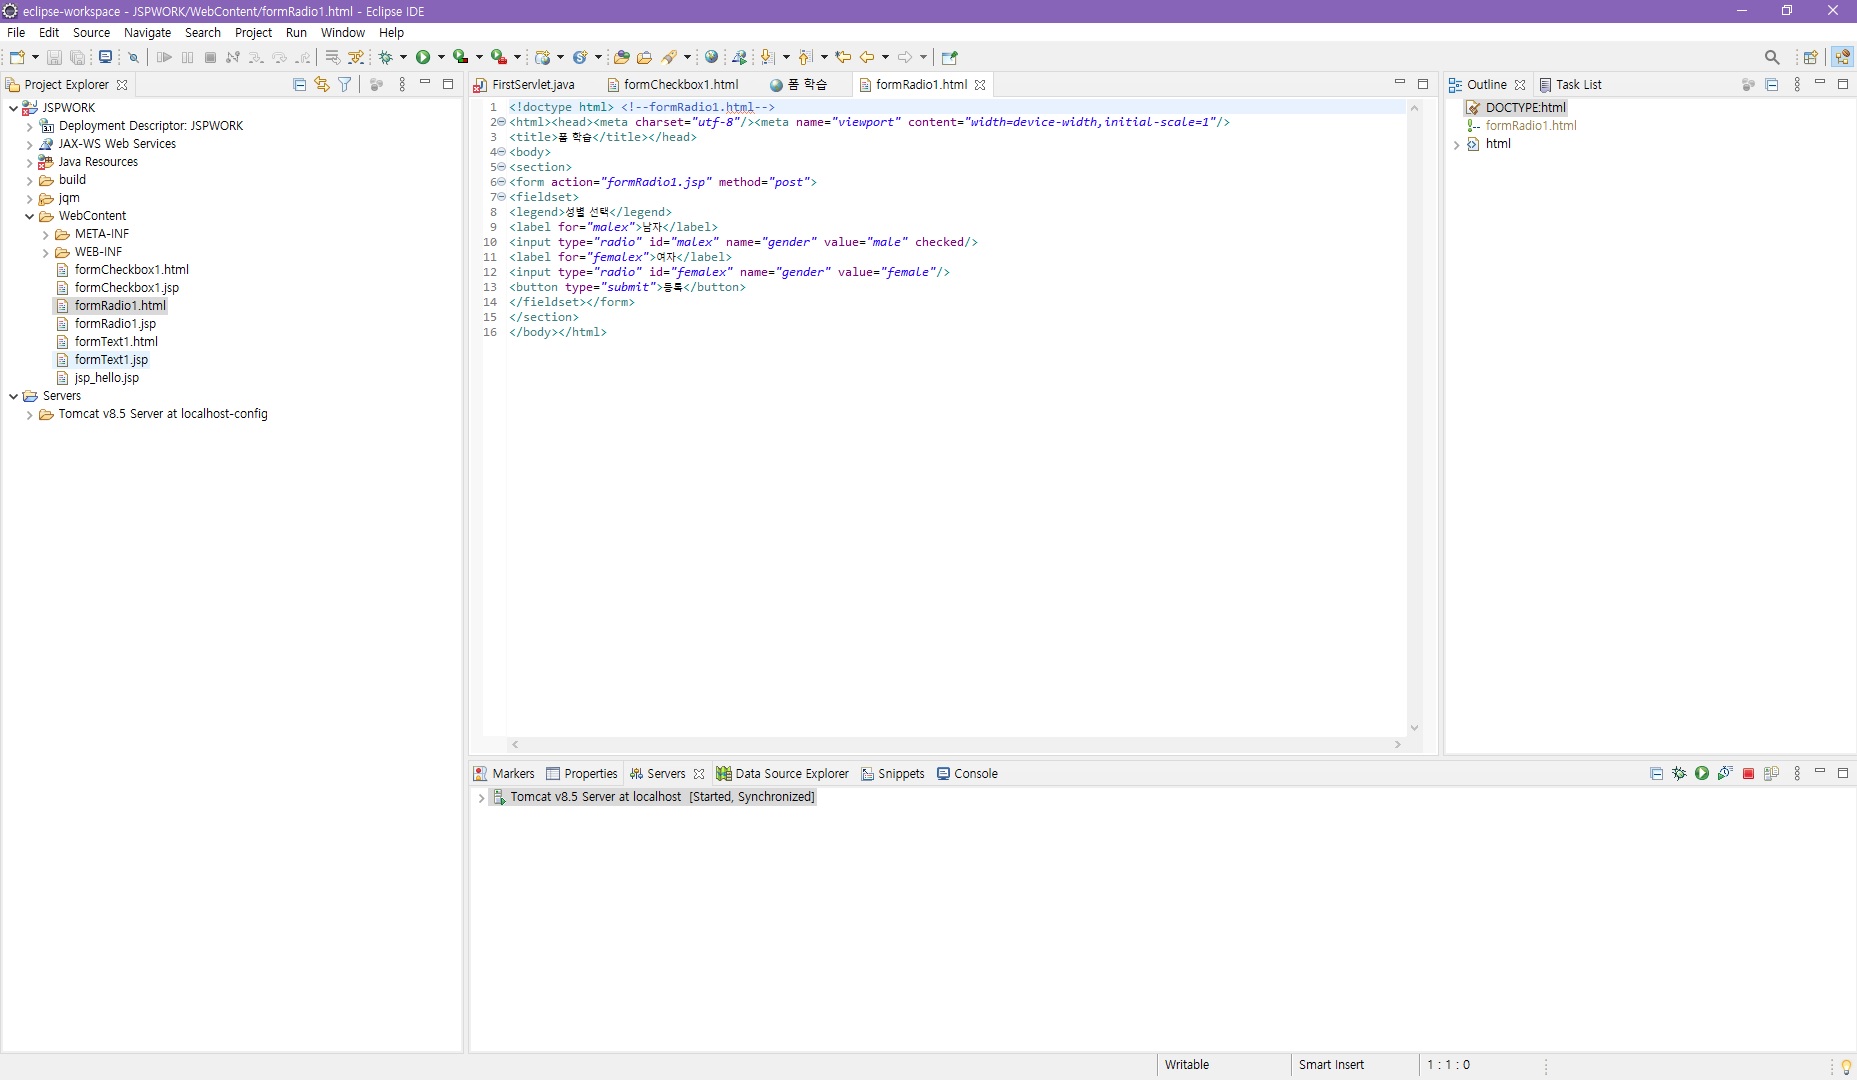 eclipse-workspace - JSPWORK/WebContent/formRadio1.html - Eclipse IDE
File Edit Source Navigate Search Project Run Window Help
Project Explorer
JSPWORK
Deployment Descriptor: JSPWORK
JAX-WS Web Services
Java Resources
build
jqm
WebContent
META-INF
WEB-INF
formCheckbox1.html
formCheckbox1.jsp
formRadio1.html
formRadio1.jsp
formText1.html
formText1.jsp
jsp_hello.jsp
Servers
Tomcat v8.5 Server at localhost-config
FirstServlet.java formCheckbox1.html 폼 학습 formRadio1.html
1 <!doctype html> <!--formRadio1.html-->
2 <html><head><meta charset="utf-8"/><meta name="viewport" content="width=device-width,initial-scale=1"/>
3 <title>폼 학습</title></head>
4 <body>
5 <section>
6 <form action="formRadio1.jsp" method="post">
7 <fieldset>
8 <legend>성별 선택</legend>
9 <label for="malex">남자</label>
10 <input type="radio" id="malex" name="gender" value="male" checked/>
11 <label for="femalex">여자</label>
12 <input type="radio" id="femalex" name="gender" value="female"/>
13 <button type="submit">등록</button>
14 </fieldset></form>
15 </section>
16 </body></html>
Outline Task List
DOCTYPE:html
formRadio1.html
html
Markers Properties Servers Data Source Explorer Snippets Console
Tomcat v8.5 Server at localhost [Started, Synchronized]
Writable Smart Insert 1 : 1 : 0